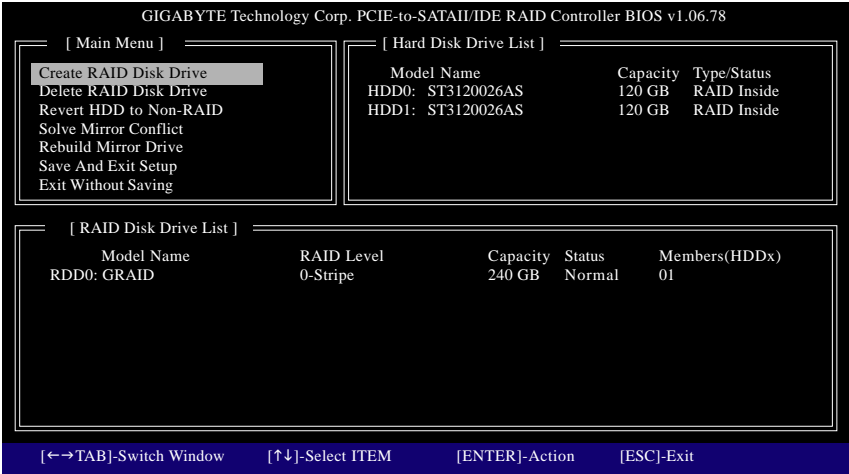 GIGABYTE Technology Corp. PCIE-to-SATAII/IDE RAID Controller BIOS v1.06.78
[ Main Menu ]
Create RAID Disk Drive
Delete RAID Disk Drive
Revert HDD to Non-RAID
Solve Mirror Conflict
Rebuild Mirror Drive
Save And Exit Setup
Exit Without Saving
[ Hard Disk Drive List ]
Model Name Capacity Type/Status
HDD0: ST3120026AS 120 GB RAID Inside
HDD1: ST3120026AS 120 GB RAID Inside
[ RAID Disk Drive List ]
Model Name RAID Level Capacity Status Members(HDDx)
RDD0: GRAID 0-Stripe 240 GB Normal 01
[←→TAB]-Switch Window [↑↓]-Select ITEM [ENTER]-Action [ESC]-Exit